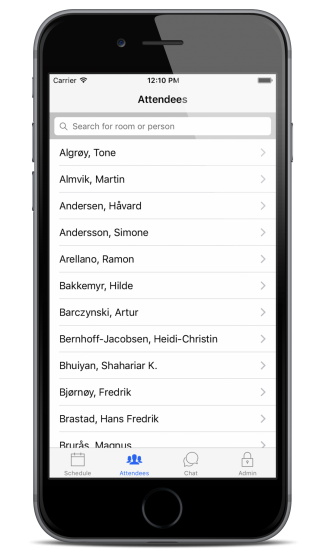 Carrier 12:10 PM
Attendees
Search for room or person
Algrøy, Tone
Almvik, Martin
Andersen, Håvard
Andersson, Simone
Arellano, Ramon
Bakkemyr, Hilde
Barczynski, Artur
Bernhoff-Jacobsen, Heidi-Christin
Bhuiyan, Shahariar K.
Bjørnøy, Fredrik
Brastad, Hans Fredrik
Brurås, Magnus
Schedule Attendees Chat Admin